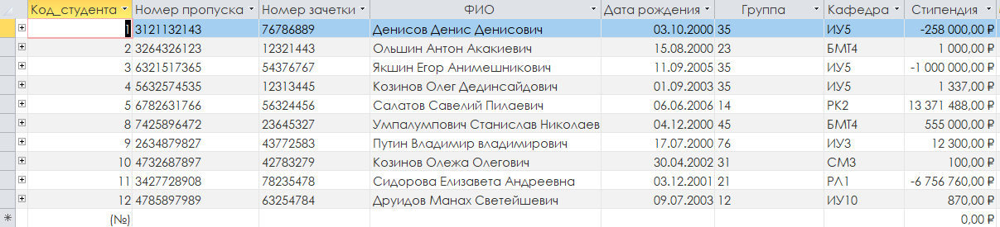 Код_студента Номер пропуска Номер зачетки ФИО Дата рождения Группа Кафедра Стипендия
1 3121132143 76786889 Денисов Денис Денисович 03.10.2000 35 ИУ5 -258 000,00 ₽
2 3264326123 12321443 Ольшин Антон Акакиевич 15.08.2000 23 БМТ4 1 000,00 ₽
3 6321517365 54376767 Якшин Егор Анимешникович 11.09.2005 35 ИУ5 -1 000 000,00 ₽
4 5632574535 12313445 Козинов Олег Дединсайдович 01.09.2003 35 ИУ5 1 337,00 ₽
5 6782631766 56324456 Салатов Савелий Пилаевич 06.06.2006 14 РК2 13 371 488,00 ₽
8 7425896472 23645327 Умпалумпович Станислав Николаев 04.12.2000 45 БМТ4 555 000,00 ₽
9 2634879827 43772583 Путин Владимир владимирович 17.07.2000 76 ИУ3 12 300,00 ₽
10 4732687897 42783279 Козинов Олежа Олегович 30.04.2002 31 СМ3 100,00 ₽
11 3427728908 78235478 Сидорова Елизавета Андреевна 03.12.2001 21 РЛ1 -6 756 760,00 ₽
12 4785897989 63254784 Друидов Манах Светейшевич 09.07.2003 12 ИУ10 870,00 ₽
(№) 0,00 ₽